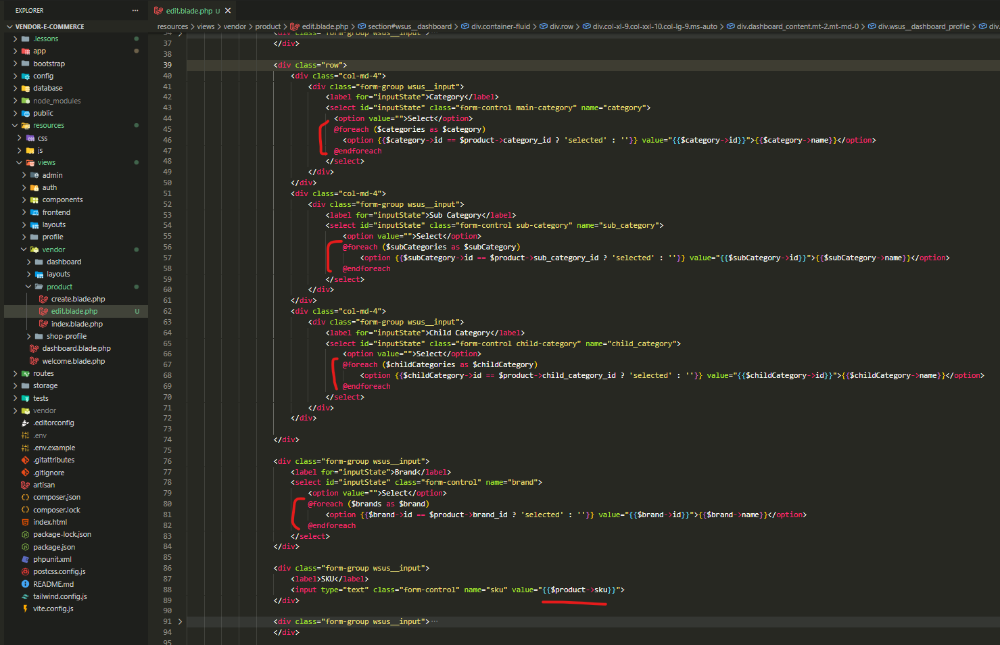 EXPLORER ···
VENDOR-E-COMMERCE
.lessons
app
bootstrap
config
database
node_modules
public
resources
css
js
views
admin
auth
components
frontend
layouts
profile
vendor
dashboard
layouts
product
create.blade.php
edit.blade.php U
index.blade.php
shop-profile
dashboard.blade.php
welcome.blade.php
routes
storage
tests
vendor
.editorconfig
.env
.env.example
.gitattributes
.gitignore
artisan
composer.json
composer.lock
index.html
package-lock.json
package.json
phpunit.xml
postcss.config.js
README.md
tailwind.config.js
vite.config.js
edit.blade.php U ×
resources > views > vendor > product > edit.blade.php > section#wsus__dashboard > div.container-fluid > div.row > div.col-xl-9.col-xxl-10.col-lg-9.ms-auto > div.dashboard_content.mt-2.mt-md-0 > div.wsus__dashboard_profile > div.
34 <div class="form-group wsus__input">···
37 </div>
38
39 <div class="row">
40 <div class="col-md-4">
41 <div class="form-group wsus__input">
42 <label for="inputState">Category</label>
43 <select id="inputState" class="form-control main-category" name="category">
44 <option value="">Select</option>
45 @foreach ($categories as $category)
46 <option {{$category->id == $product->category_id ? 'selected' : ''}} value="{{$category->id}}">{{$category->name}}</option>
47 @endforeach
48 </select>
49 </div>
50 </div>
51 <div class="col-md-4">
52 <div class="form-group wsus__input">
53 <label for="inputState">Sub Category</label>
54 <select id="inputState" class="form-control sub-category" name="sub_category">
55 <option value="">Select</option>
56 @foreach ($subCategories as $subCategory)
57 <option {{$subCategory->id == $product->sub_category_id ? 'selected' : ''}} value="{{$subCategory->id}}">{{$subCategory->name}}</option>
58 @endforeach
59 </select>
60 </div>
61 </div>
62 <div class="col-md-4">
63 <div class="form-group wsus__input">
64 <label for="inputState">Child Category</label>
65 <select id="inputState" class="form-control child-category" name="child_category">
66 <option value="">Select</option>
67 @foreach ($childCategories as $childCategory)
68 <option {{$childCategory->id == $product->child_category_id ? 'selected' : ''}} value="{{$childCategory->id}}">{{$childCategory->name}}</option>
69 @endforeach
70 </select>
71 </div>
72 </div>
73
74 </div>
75
76 <div class="form-group wsus__input">
77 <label for="inputState">Brand</label>
78 <select id="inputState" class="form-control" name="brand">
79 <option value="">Select</option>
80 @foreach ($brands as $brand)
81 <option {{$brand->id == $product->brand_id ? 'selected' : ''}} value="{{$brand->id}}">{{$brand->name}}</option>
82 @endforeach
83 </select>
84 </div>
85
86 <div class="form-group wsus__input">
87 <label>SKU</label>
88 <input type="text" class="form-control" name="sku" value="{{$product->sku}}">
89 </div>
90
91 <div class="form-group wsus__input">···
94 </div>
95